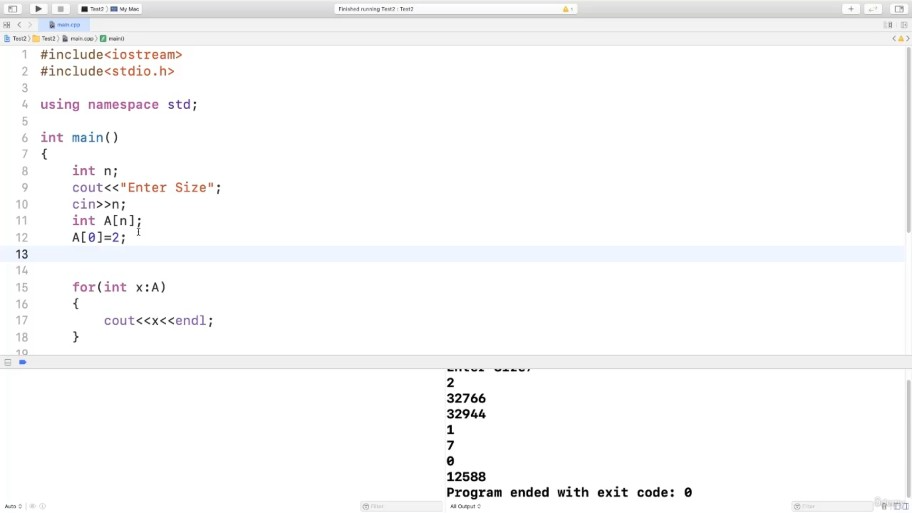 Test2 My Mac
Finished running Test2 : Test2
1
main.cpp
Test2 Test2 main.cpp main()
1 #include<iostream>
2 #include<stdio.h>
3
4 using namespace std;
5
6 int main()
7 {
8 int n;
9 cout<<"Enter Size";
10 cin>>n;
11 int A[n];
12 A[0]=2;
13
14
15 for(int x:A)
16 {
17 cout<<x<<endl;
18 }
19
2
32766
32944
1
7
0
12588
Program ended with exit code: 0
Auto Filter All Output Filter